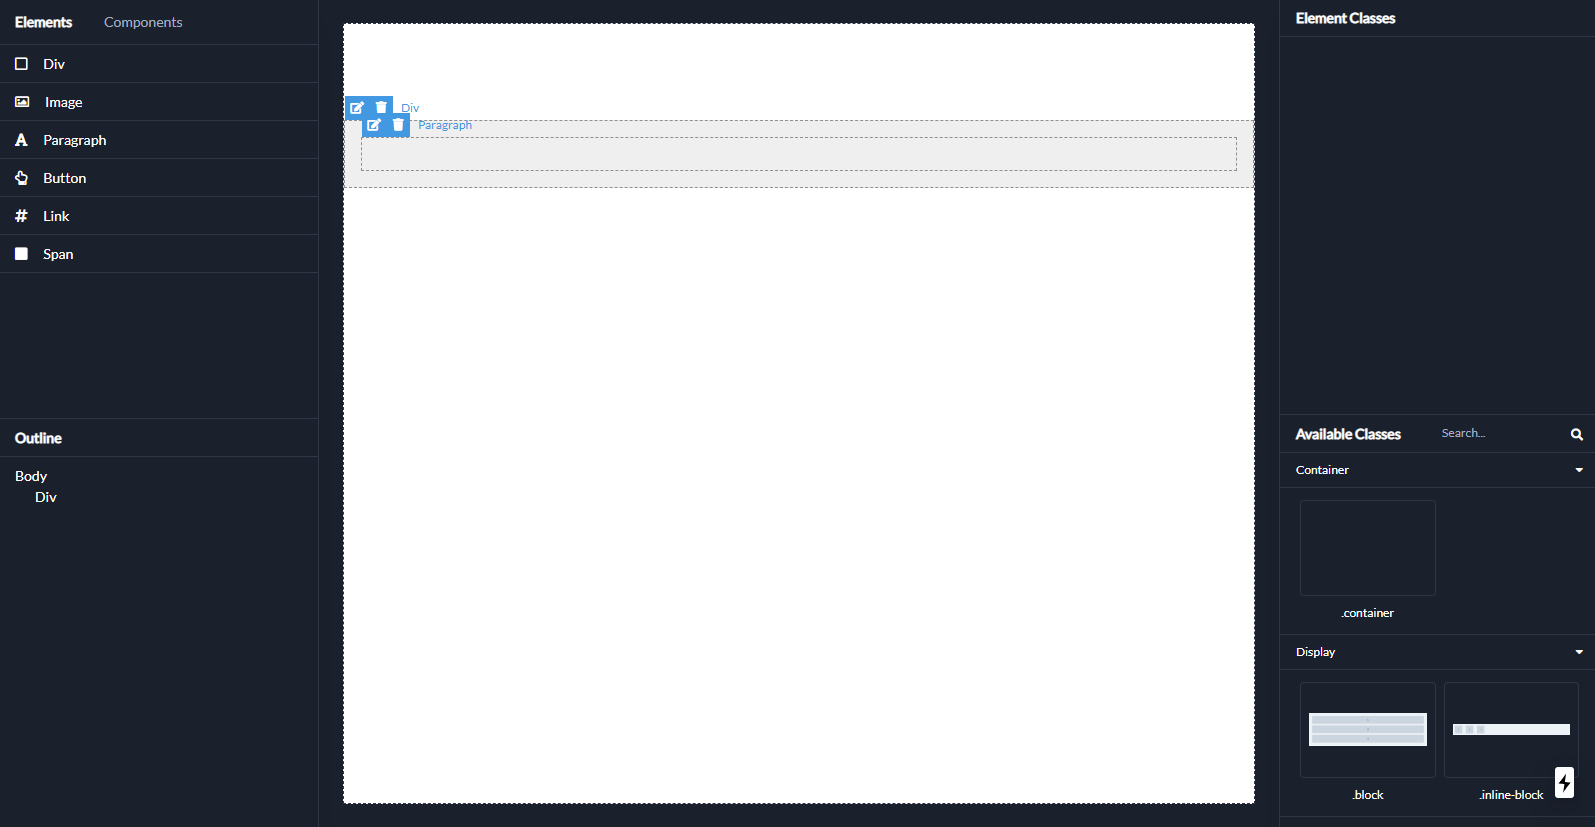 Elements Components
Div
Image
Paragraph
Button
Link
Span
Outline
Body
Div
Div
Paragraph
Element Classes
Available Classes Search...
Container
.container
Display
.block .inline-block